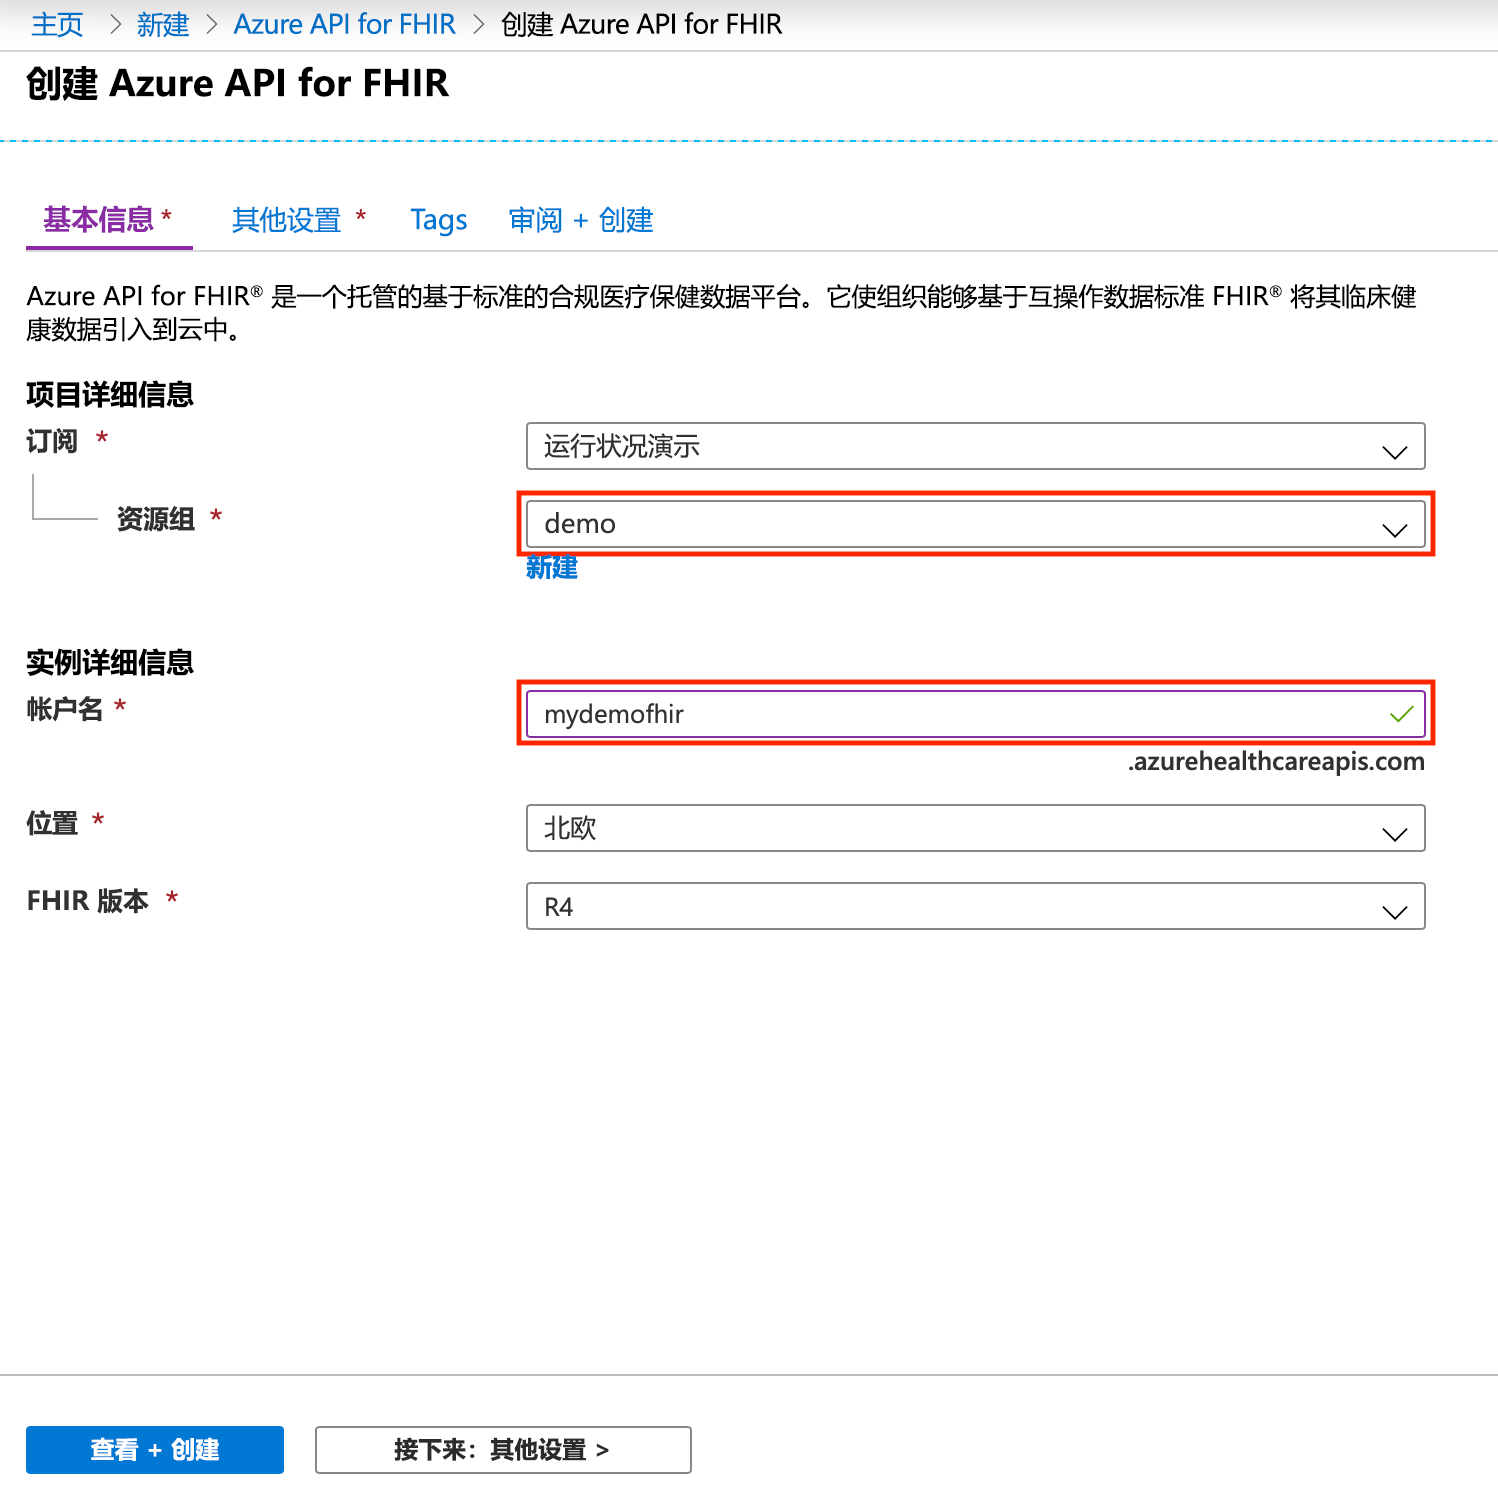 主页 > 新建 > Azure API for FHIR > 创建 Azure API for FHIR
创建 Azure API for FHIR
基本信息 * 其他设置 * Tags 审阅 + 创建
Azure API for FHIR® 是一个托管的基于标准的合规医疗保健数据平台。它使组织能够基于互操作数据标准 FHIR® 将其临床健
康数据引入到云中。
项目详细信息
订阅 * 运行状况演示
资源组 * demo
新建
实例详细信息
帐户名 * mydemofhir
.azurehealthcareapis.com
位置 * 北欧
FHIR 版本 * R4
查看 + 创建 接下来：其他设置 >